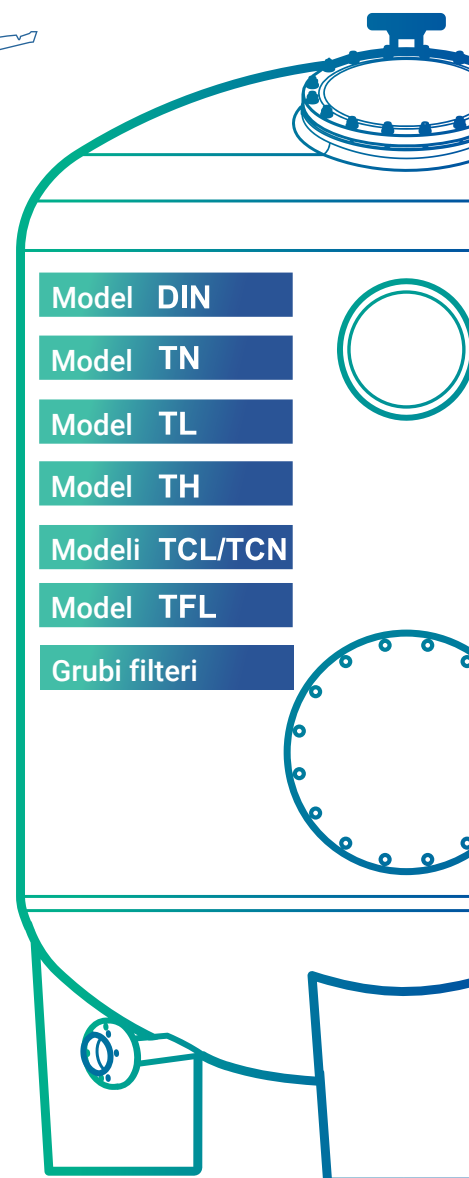 Model DIN
Model TN
Model TL
Model TH
Modeli TCL/TCN
Model TFL
Grubi filteri